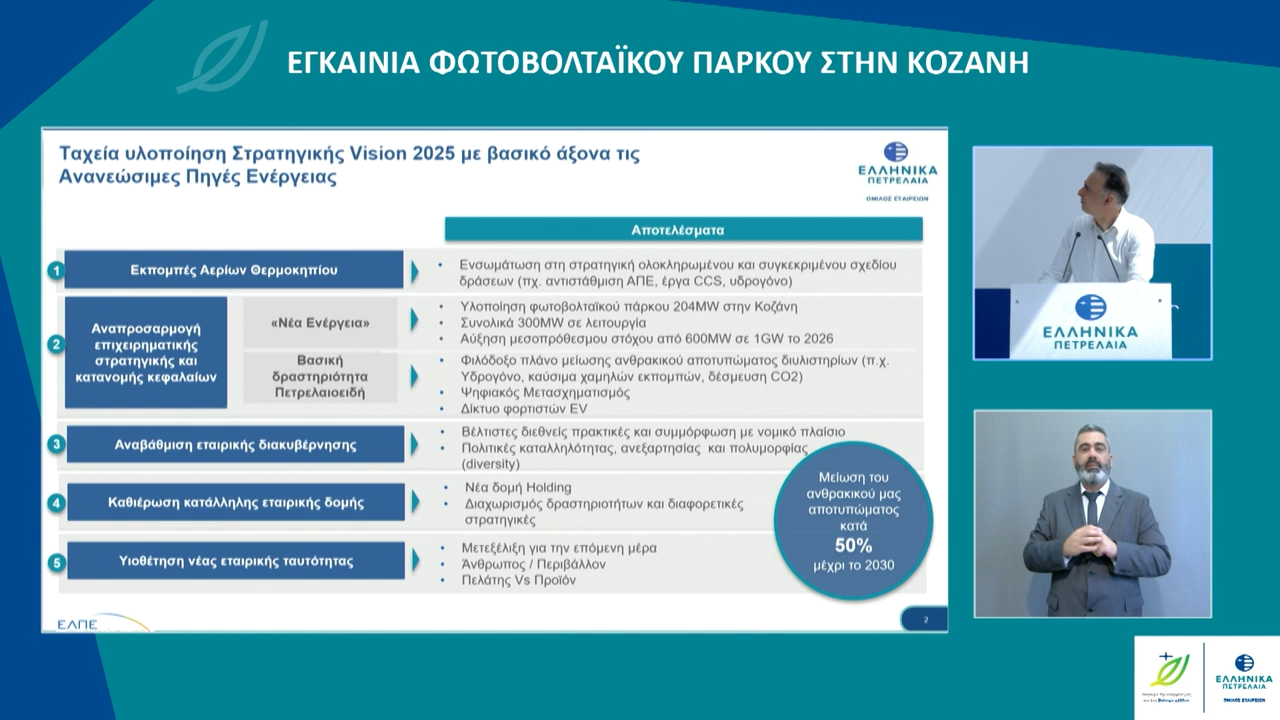 ΕΓΚΑΙΝΙΑ ΦΩΤΟΒΟΛΤΑΪΚΟΥ ΠΑΡΚΟΥ ΣΤΗΝ ΚΟΖΑΝΗ
Ταχεία υλοποίηση Στρατηγικής Vision 2025 με βασικό άξονα τις
Ανανεώσιμες Πηγές Ενέργειας
ΕΛΛΗΝΙΚΑ
ΠΕΤΡΕΛΑΙΑ
ΟΜΙΛΟΣ ΕΤΑΙΡΕΙΩΝ
Αποτελέσματα
1
Εκπομπές Αερίων Θερμοκηπίου
• Ενσωμάτωση στη στρατηγική ολοκληρωμένου και συγκεκριμένου σχεδίου
δράσεων (πχ. αντιστάθμιση ΑΠΕ, έργα CCS, υδρογόνο)
2
Αναπροσαρμογή
επιχειρηματικής
στρατηγικής και
κατανομής κεφαλαίων
«Νέα Ενέργεια»
• Υλοποίηση φωτοβολταϊκού πάρκου 204MW στην Κοζάνη
• Συνολικά 300MW σε λειτουργία
• Αύξηση μεσοπρόθεσμου στόχου από 600MW σε 1GW το 2026
Βασική
δραστηριότητα
Πετρελαιοειδή
• Φιλόδοξο πλάνο μείωσης ανθρακικού αποτυπώματος διυλιστηρίων (π.χ.
Υδρογόνο, καύσιμα χαμηλών εκπομπών, δέσμευση CO2)
• Ψηφιακός Μετασχηματισμός
• Δίκτυο φορτιστών EV
3
Αναβάθμιση εταιρικής διακυβέρνησης
• Βέλτιστες διεθνείς πρακτικές και συμμόρφωση με νομικό πλαίσιο
• Πολιτικές καταλληλότητας, ανεξαρτησίας και πολυμορφίας
(diversity)
4
Καθιέρωση κατάλληλης εταιρικής δομής
• Νέα δομή Holding
• Διαχωρισμός δραστηριοτήτων και διαφορετικές
στρατηγικές
5
Υιοθέτηση νέας εταιρικής ταυτότητας
• Μετεξέλιξη για την επόμενη μέρα
• Άνθρωπος / Περιβάλλον
• Πελάτης Vs Προϊόν
Μείωση του
ανθρακικού μας
αποτυπώματος
κατά
50%
μέχρι το 2030
ΕΛΠΕ
2
ΕΛΛΗΝΙΚΑ
ΠΕΤΡΕΛΑΙΑ
ΕΛΛΗΝΙΚΑ
ΠΕΤΡΕΛΑΙΑ
ΟΜΙΛΟΣ ΕΤΑΙΡΕΙΩΝ